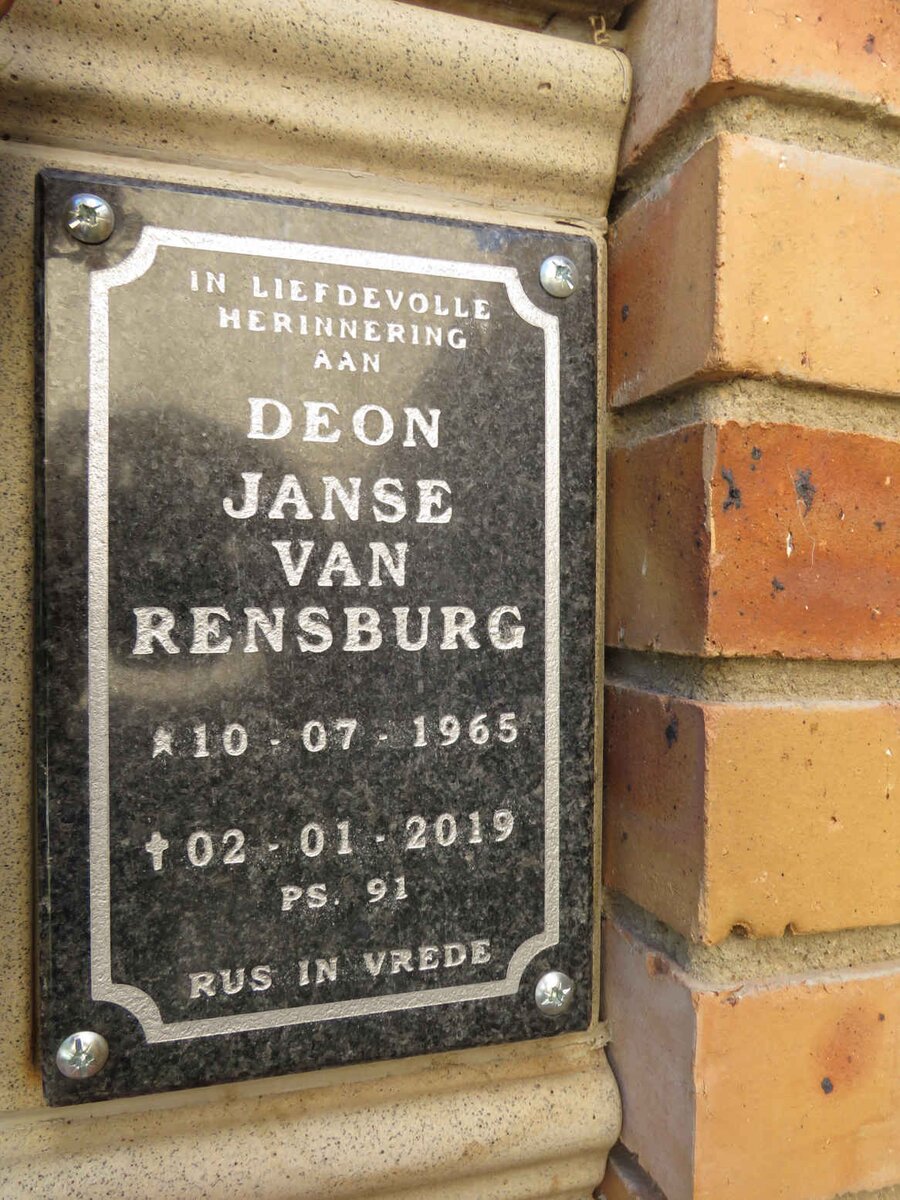 IN LIEFDEVOLLE
HERINNERING
AAN
DEON
JANSE
VAN
RENSBURG
★ 10 - 07 - 1965
✝ 02 - 01 - 2019
PS. 91
RUS IN VREDE